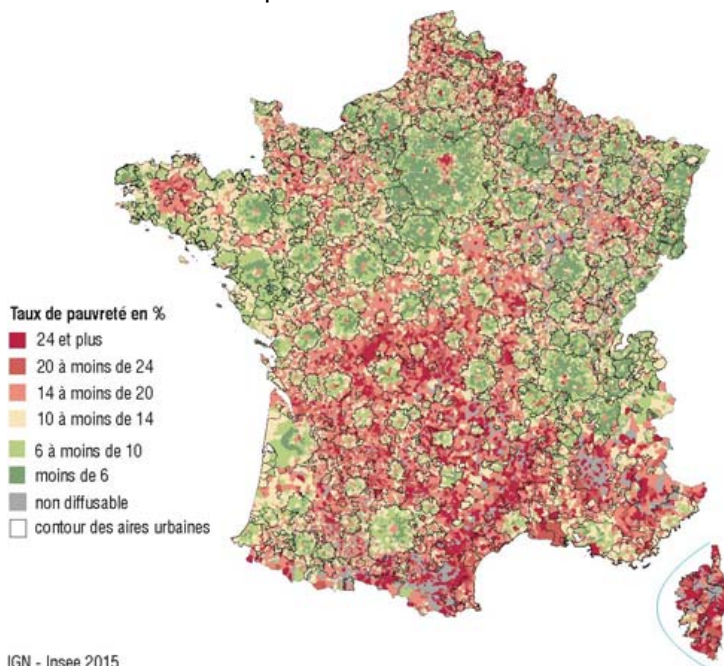 Taux de pauvreté en %
24 et plus
20 à moins de 24
14 à moins de 20
10 à moins de 14
6 à moins de 10
moins de 6
non diffusable
contour des aires urbaines
IGN - Insee 2015